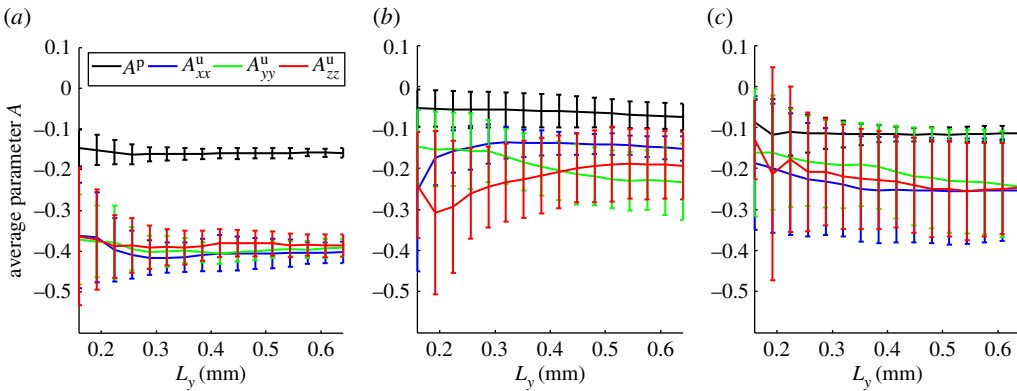 (a) (b) (c)
0.1 0.1 0.1
A^p A^u_xx A^u_yy A^u_zz
0 0 0
−0.1 −0.1 −0.1
−0.2 −0.2 −0.2
−0.3 −0.3 −0.3
−0.4 −0.4 −0.4
−0.5 −0.5 −0.5
average parameter A
0.2 0.3 0.4 0.5 0.6 0.2 0.3 0.4 0.5 0.6 0.2 0.3 0.4 0.5 0.6
L_y (mm) L_y (mm) L_y (mm)